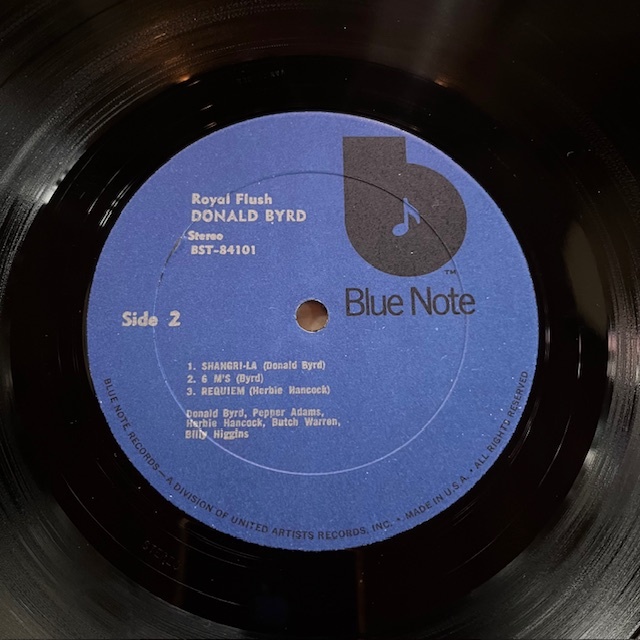 Royal Flush
DONALD BYRD
Stereo
BST-84101
b
TM
Blue Note
Side 2
1. SHANGRI-LA (Donald Byrd)
2. 6 M'S (Byrd)
3. REQUIEM (Herbie Hancock)
Donald Byrd, Pepper Adams,
Herbie Hancock, Butch Warren,
Billy Higgins
BLUE NOTE RECORDS—A DIVISION OF UNITED ARTISTS RECORDS, INC. • MADE IN U.S.A. • ALL RIGHTS RESERVED